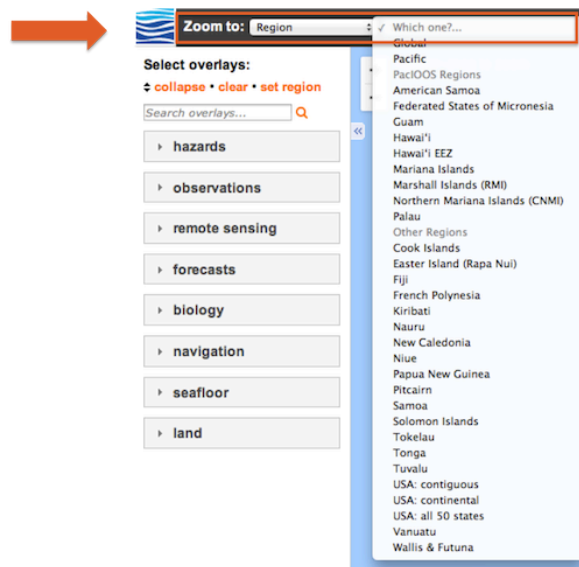 Zoom to: Region
Which one?...
Global
Pacific
PacIOOS Regions
American Samoa
Federated States of Micronesia
Guam
Hawai'i
Hawai'i EEZ
Mariana Islands
Marshall Islands (RMI)
Northern Mariana Islands (CNMI)
Palau
Other Regions
Cook Islands
Easter Island (Rapa Nui)
Fiji
French Polynesia
Kiribati
Nauru
New Caledonia
Niue
Papua New Guinea
Pitcairn
Samoa
Solomon Islands
Tokelau
Tonga
Tuvalu
USA: contiguous
USA: continental
USA: all 50 states
Vanuatu
Wallis & Futuna
Select overlays:
collapse • clear • set region
Search overlays...
hazards
observations
remote sensing
forecasts
biology
navigation
seafloor
land